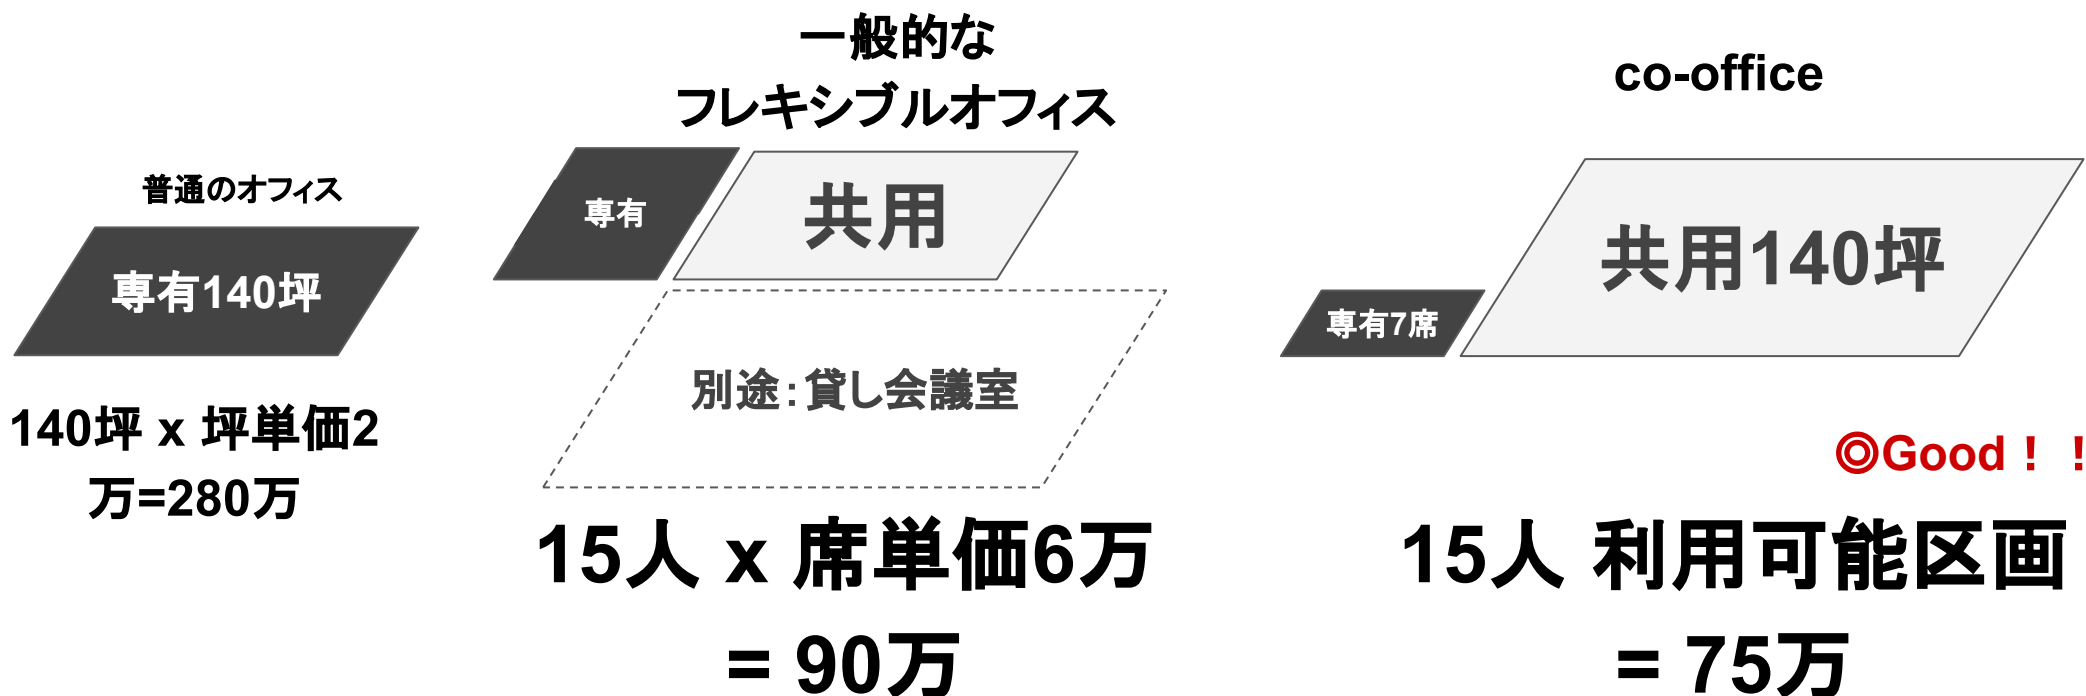 普通のオフィス
専有140坪
140坪 x 坪単価2
万=280万
一般的な
フレキシブルオフィス
専有
共用
別途：貸し会議室
15人 x 席単価6万
= 90万
co-office
共用140坪
専有7席
◎Good！！
15人 利用可能区画
= 75万